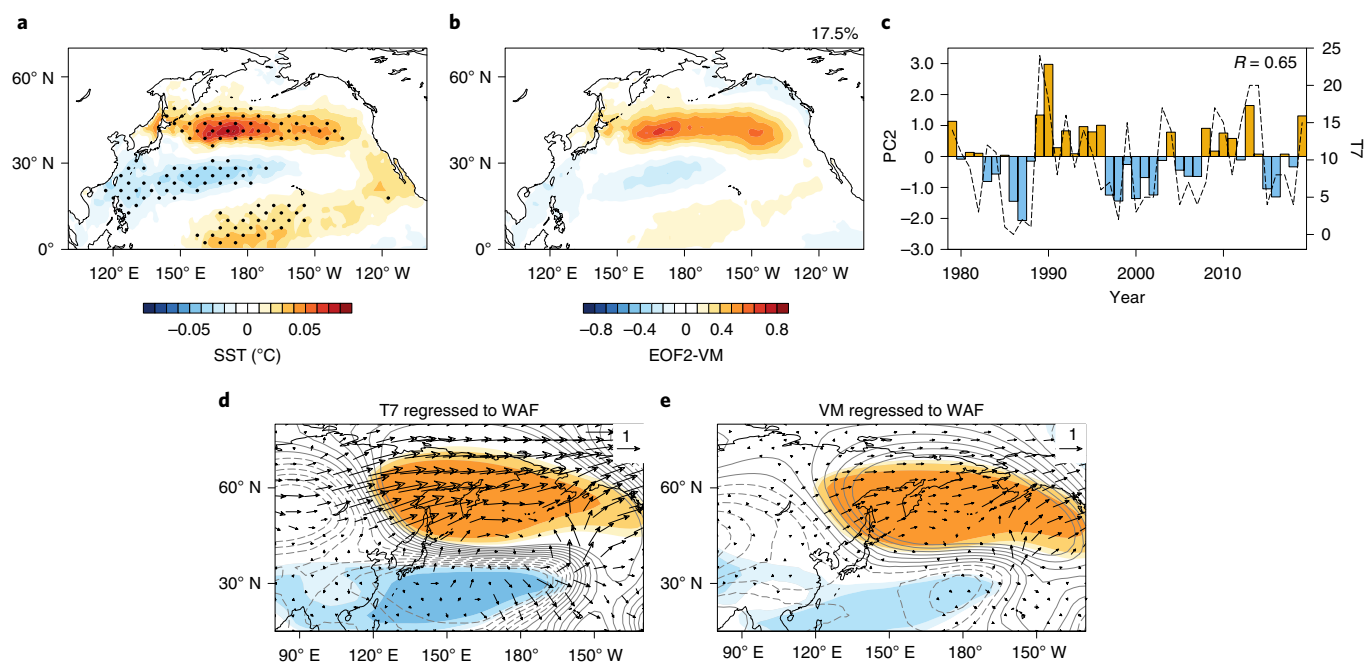 a
60° N
30° N
0°
120° E 150° E 180° 150° W 120° W
−0.05 0 0.05
SST (°C)
b
17.5%
60° N
30° N
0°
120° E 150° E 180° 150° W 120° W
−0.8 −0.4 0 0.4 0.8
EOF2-VM
c
R = 0.65
PC2
3.0
2.0
1.0
0
−1.0
−2.0
−3.0
25
20
15
10
5
0
T7
1980 1990 2000 2010
Year
d
T7 regressed to WAF
1
60° N
30° N
90° E 120° E 150° E 180° 150° W
e
VM regressed to WAF
1
60° N
30° N
90° E 120° E 150° E 180° 150° W